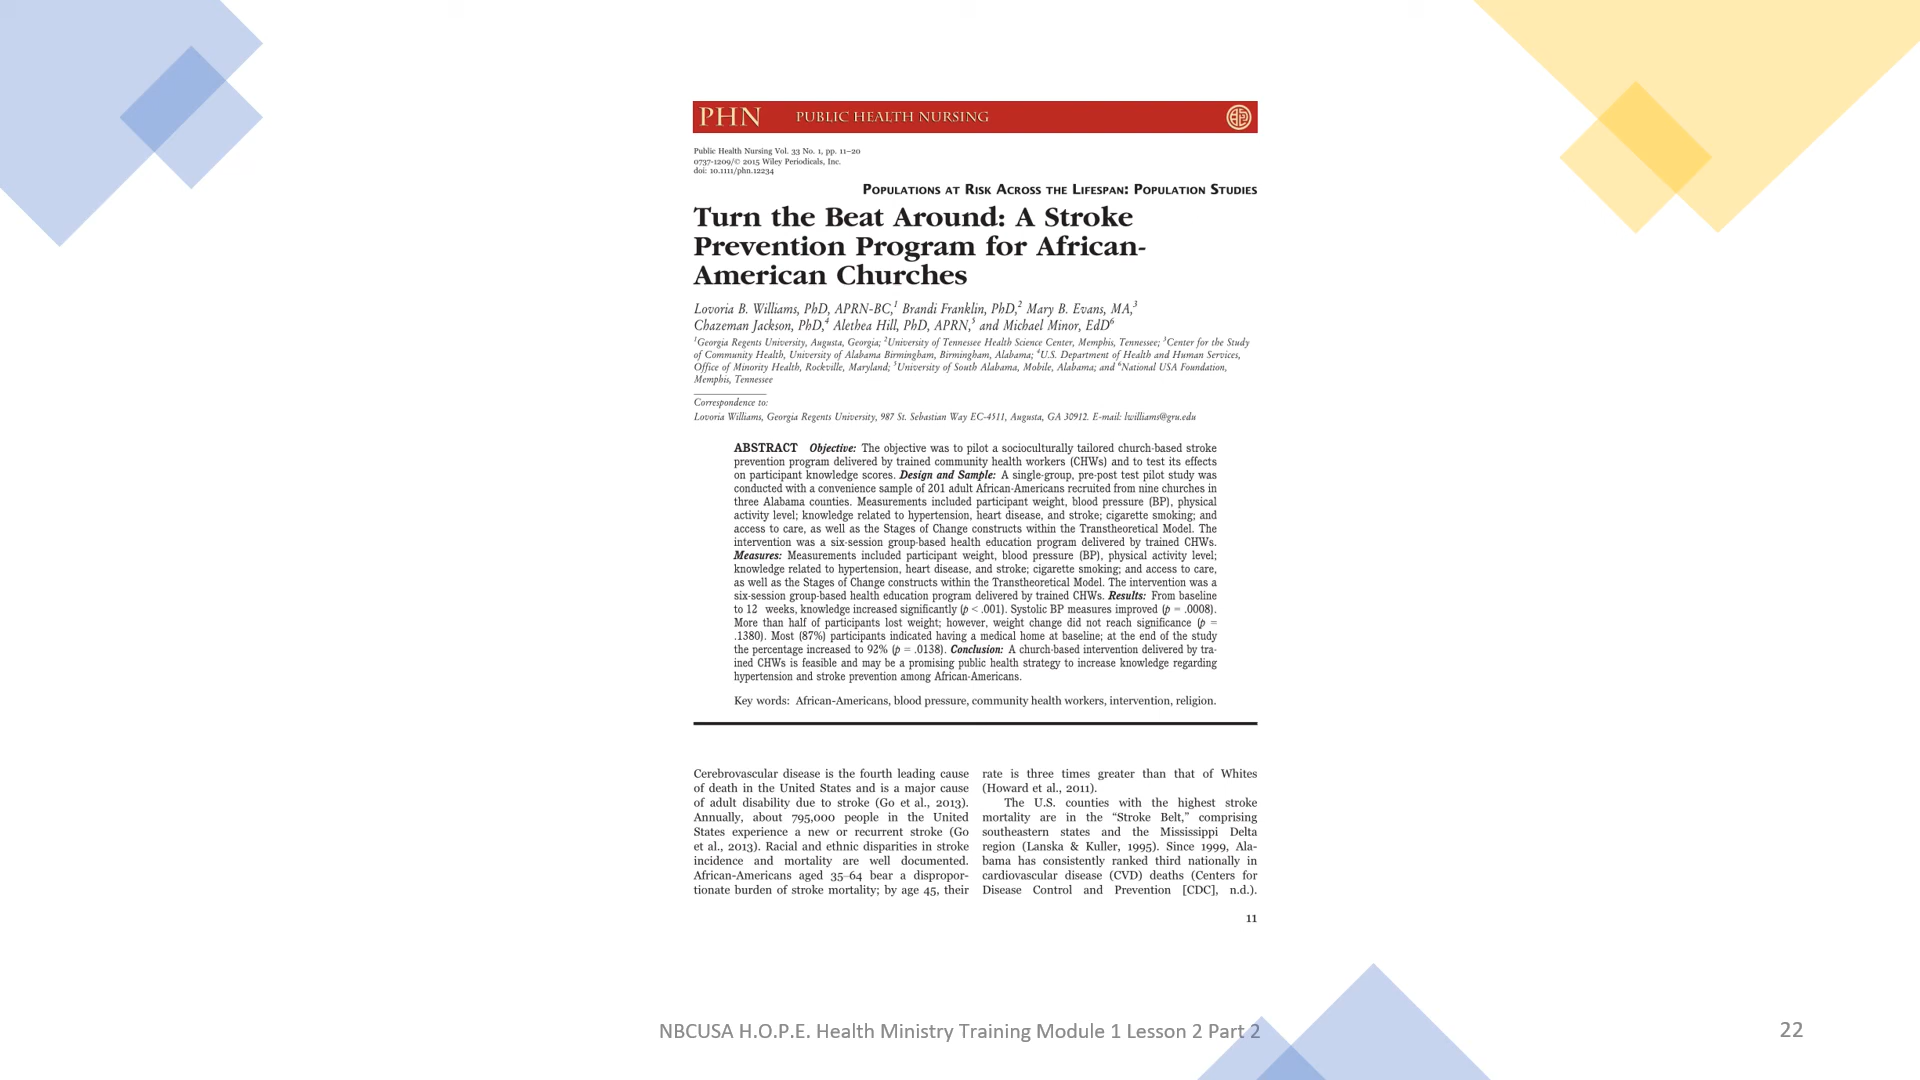 PHN PUBLIC HEALTH NURSING
Public Health Nursing Vol. 33 No. 1, pp. 11–20
0737-1209/© 2015 Wiley Periodicals, Inc.
doi: 10.1111/phn.12234
POPULATIONS AT RISK ACROSS THE LIFESPAN: POPULATION STUDIES
Turn the Beat Around: A Stroke
Prevention Program for African-
American Churches
Lovoria B. Williams, PhD, APRN-BC,1 Brandi Franklin, PhD,2 Mary B. Evans, MA,3
Chazeman Jackson, PhD,4 Alethea Hill, PhD, APRN,5 and Michael Minor, EdD6
1Georgia Regents University, Augusta, Georgia; 2University of Tennessee Health Science Center, Memphis, Tennessee; 3Center for the Study
of Community Health, University of Alabama Birmingham, Birmingham, Alabama; 4U.S. Department of Health and Human Services,
Office of Minority Health, Rockville, Maryland; 5University of South Alabama, Mobile, Alabama; and 6National USA Foundation,
Memphis, Tennessee
Correspondence to:
Lovoria Williams, Georgia Regents University, 987 St. Sebastian Way EC-4511, Augusta, GA 30912. E-mail: lwilliams@gru.edu
ABSTRACT Objective: The objective was to pilot a socioculturally tailored church-based stroke
prevention program delivered by trained community health workers (CHWs) and to test its effects
on participant knowledge scores. Design and Sample: A single-group, pre-post test pilot study was
conducted with a convenience sample of 201 adult African-Americans recruited from nine churches in
three Alabama counties. Measurements included participant weight, blood pressure (BP), physical
activity level; knowledge related to hypertension, heart disease, and stroke; cigarette smoking; and
access to care, as well as the Stages of Change constructs within the Transtheoretical Model. The
intervention was a six-session group-based health education program delivered by trained CHWs.
Measures: Measurements included participant weight, blood pressure (BP), physical activity level;
knowledge related to hypertension, heart disease, and stroke; cigarette smoking; and access to care,
as well as the Stages of Change constructs within the Transtheoretical Model. The intervention was a
six-session group-based health education program delivered by trained CHWs. Results: From baseline
to 12 weeks, knowledge increased significantly (p < .001). Systolic BP measures improved (p = .0008).
More than half of participants lost weight; however, weight change did not reach significance (p =
.1380). Most (87%) participants indicated having a medical home at baseline; at the end of the study
the percentage increased to 92% (p = .0138). Conclusion: A church-based intervention delivered by tra-
ined CHWs is feasible and may be a promising public health strategy to increase knowledge regarding
hypertension and stroke prevention among African-Americans.
Key words: African-Americans, blood pressure, community health workers, intervention, religion.
Cerebrovascular disease is the fourth leading cause
of death in the United States and is a major cause
of adult disability due to stroke (Go et al., 2013).
Annually, about 795,000 people in the United
States experience a new or recurrent stroke (Go
et al., 2013). Racial and ethnic disparities in stroke
incidence and mortality are well documented.
African-Americans aged 35–64 bear a dispropor-
tionate burden of stroke mortality; by age 45, their
rate is three times greater than that of Whites
(Howard et al., 2011).
The U.S. counties with the highest stroke
mortality are in the “Stroke Belt,” comprising
southeastern states and the Mississippi Delta
region (Lanska & Kuller, 1995). Since 1999, Ala-
bama has consistently ranked third nationally in
cardiovascular disease (CVD) deaths (Centers for
Disease Control and Prevention [CDC], n.d.).
11
NBCUSA H.O.P.E. Health Ministry Training Module 1 Lesson 2 Part 2
22